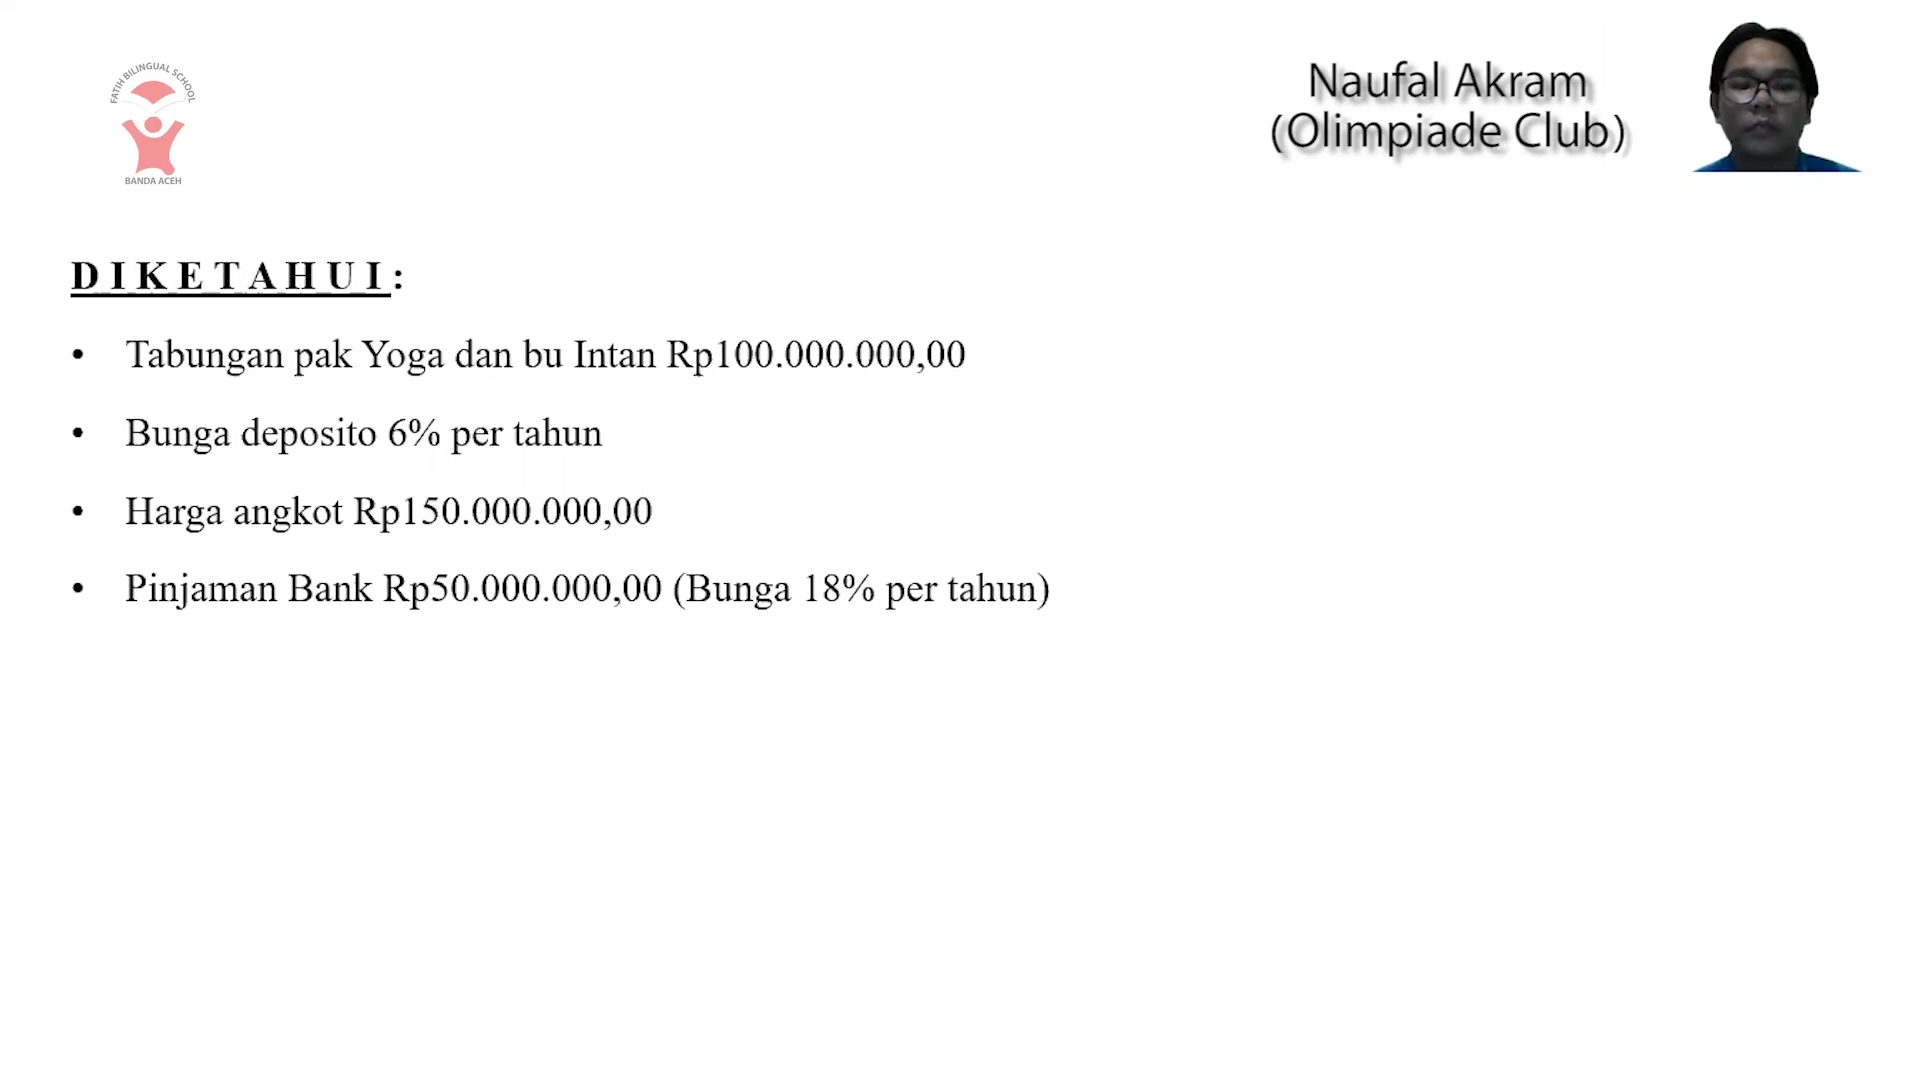 FATIH BILINGUAL SCHOOL
BANDA ACEH
Naufal Akram
(Olimpiade Club)
DIKETAHUI:
• Tabungan pak Yoga dan bu Intan Rp100.000.000,00
• Bunga deposito 6% per tahun
• Harga angkot Rp150.000.000,00
• Pinjaman Bank Rp50.000.000,00 (Bunga 18% per tahun)